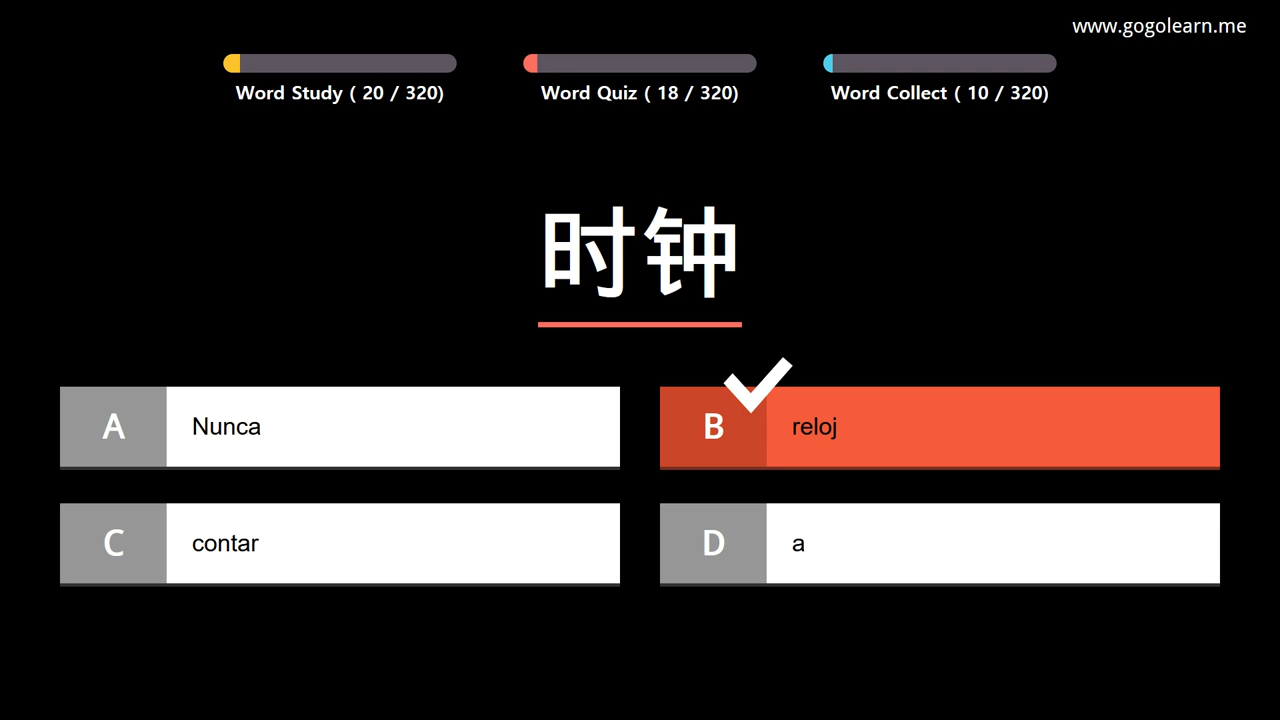 www.gogolearn.me
Word Study ( 20 / 320)
Word Quiz ( 18 / 320)
Word Collect ( 10 / 320)
时钟
A
Nunca
B
reloj
C
contar
D
a